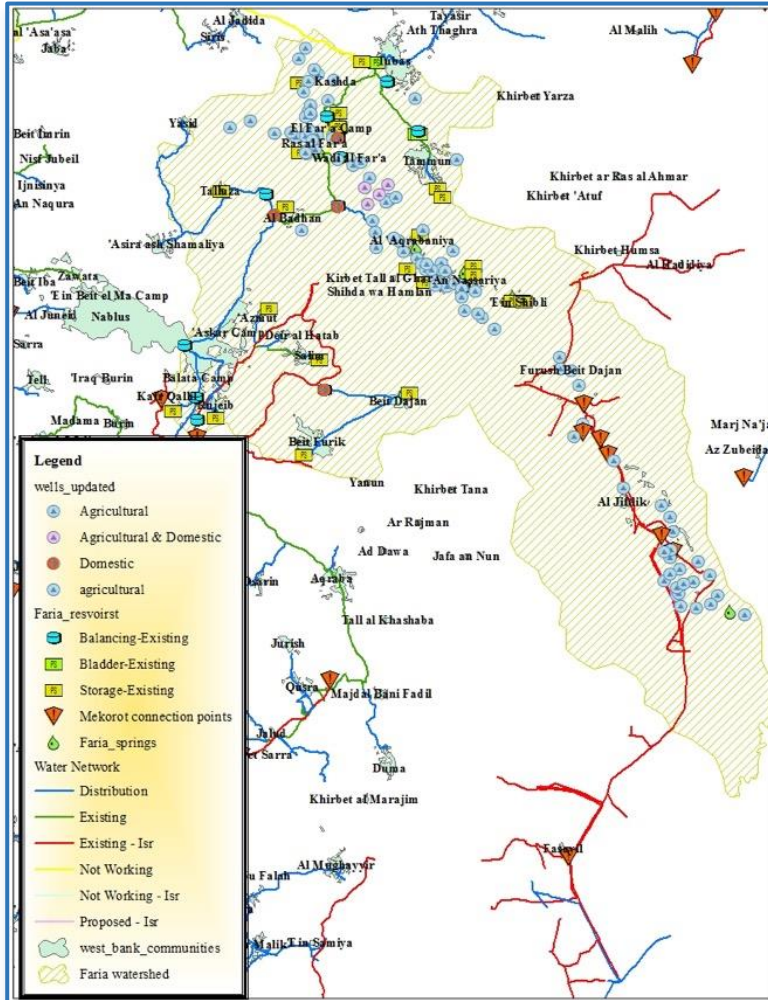 Al Jadida
Siris
al 'Asa'asa
Jaba
Tayasir
Ath Thaghra
Al Malih
Tubas
Kashda
Khirbet Yarza
Yasid
El Far'a Camp
Ras al Far'a
Wadi al Far'a
Tammun
Beit Imrin
Nisf Jubeil
Ijnisinya
An Naqura
Khirbet ar Ras al Ahmar
Khirbet 'Atuf
Talluza
Al Badhan
'Asira ash Shamaliya
Al 'Aqrabaniya
Khirbet Humsa
Al Hadidiya
Zawata
Beit Iba
'Ein Beit el Ma Camp
Kirbet Tall al Ghar
An Nassariya
Shihda wa Hamlan
'Ein Shibli
Al Juneid
Nablus
'Azmut
'Askar Camp
Deir al Hatab
Sarra
Salim
Furush Beit Dajan
Tell
'Iraq Burin
Balata Camp
Kafr Qallil
Rujeib
Beit Dajan
Madama
Burin
Marj Na'ja
Az Zubeida
Beit Furik
Yanun
Khirbet Tana
Al Jiftlik
Ar Rajman
Ad Dawa
Jafa an Nun
Aqraba
Tall al Khashaba
Jurish
Qusra
Majdal Bani Fadil
Jalud
Duma
Khirbet al Marajim
Fasayil
Al Mughayyir
u Falah
Malik
Legend
wells_updated
Agricultural
Agricultural & Domestic
Domestic
agricultural
Faria_resvoirst
Balancing-Existing
PS Bladder-Existing
PS Storage-Existing
Mekorot connection points
Faria_springs
Water Network
Distribution
Existing
Existing - Isr
Not Working
Not Working - Isr
Proposed - Isr
west_bank_communities
Faria watershed